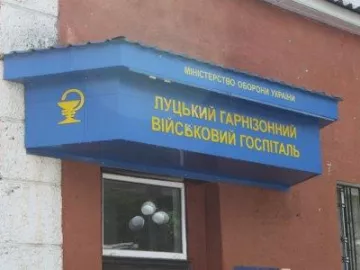 МІНІСТЕРСТВО ОБОРОНИ УКРАЇНИ
ЛУЦЬКИЙ ГАРНІЗОННИЙ
ВІЙСЬКОВИЙ ГОСПІТАЛЬ